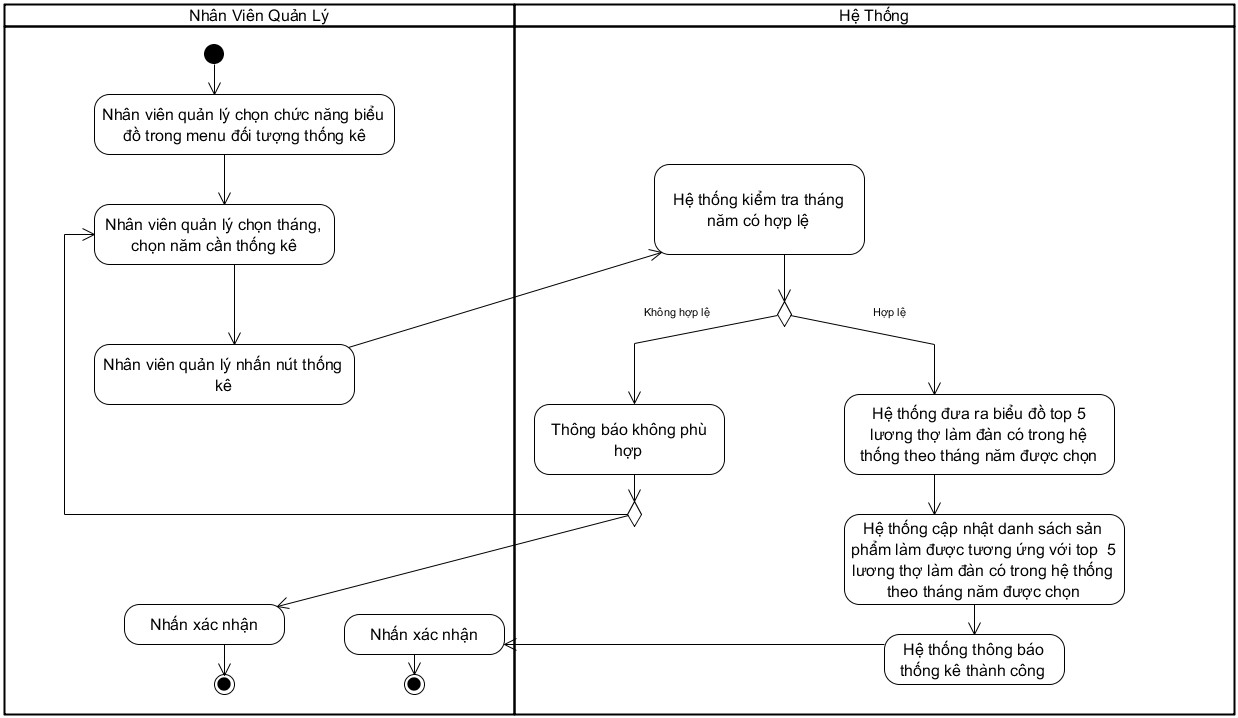 Nhân Viên Quản Lý
Hệ Thống
Nhân viên quản lý chọn chức năng biểu
đồ trong menu đối tượng thống kê
Nhân viên quản lý chọn tháng,
chọn năm cần thống kê
Nhân viên quản lý nhấn nút thống
kê
Hệ thống kiểm tra tháng
năm có hợp lệ
Không hợp lệ
Hợp lệ
Thông báo không phù
hợp
Hệ thống đưa ra biểu đồ top 5
lương thợ làm đàn có trong hệ
thống theo tháng năm được chọn
Hệ thống cập nhật danh sách sản
phẩm làm được tương ứng với top 5
lương thợ làm đàn có trong hệ thống
theo tháng năm được chọn
Hệ thống thông báo
thống kê thành công
Nhấn xác nhận
Nhấn xác nhận